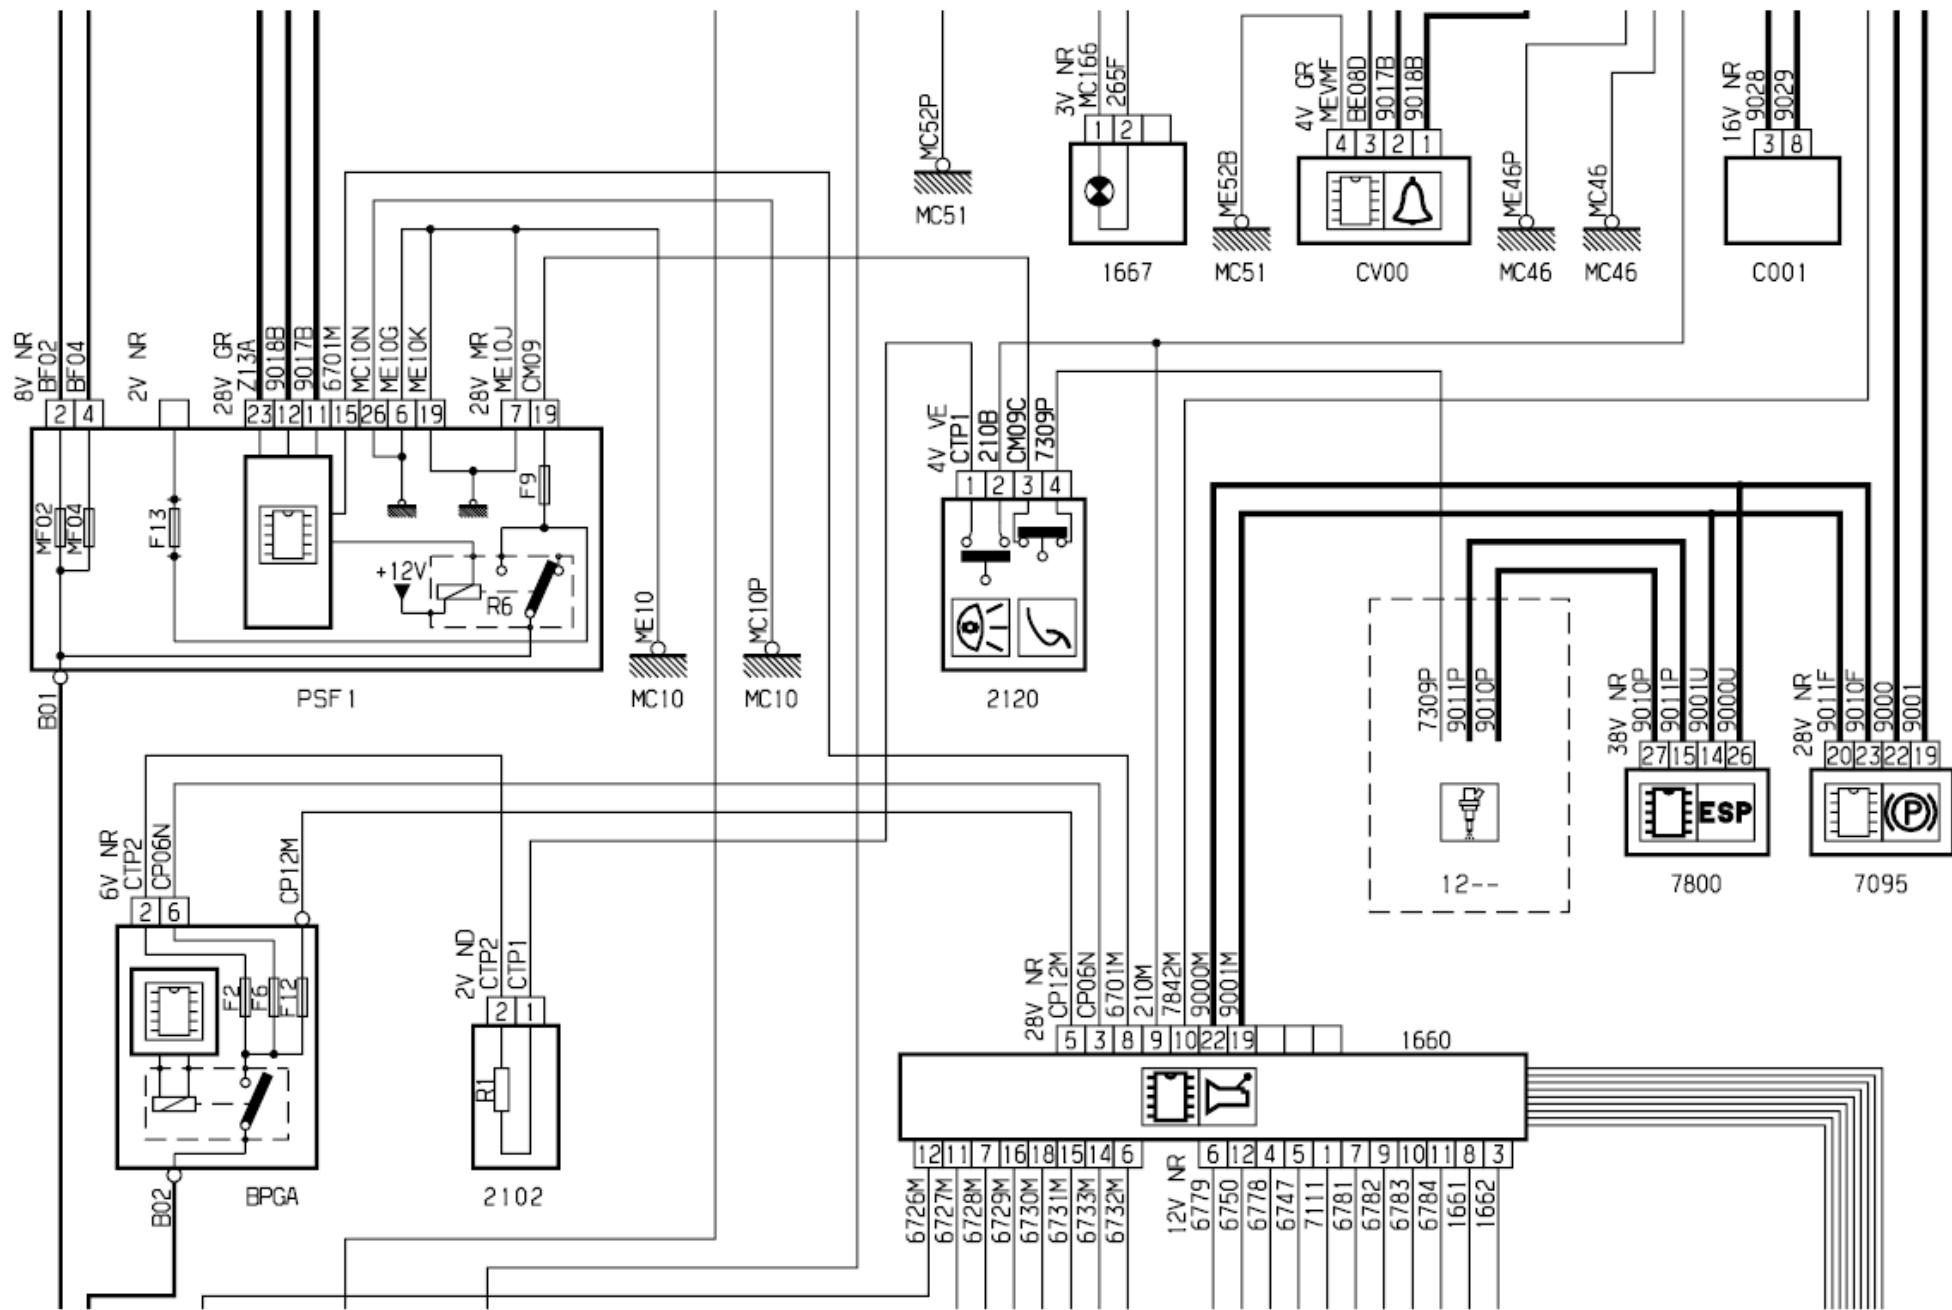 MC52P
MC51
3V NR
MC166
265F
1 2
1667
ME52B
MC51
4V GR
MEVMF
BE08D
9017B
9018B
4 3 2 1
CV00
ME46P
MC46
MC46
MC46
16V NR
9028
9029
3 8
C001
8V NR
BF02
BF04
2 4
2V NR
28V GR
Z13A
9018B
9017B
6701M
MC10N
ME10G
ME10K
23 12 11 15 26 6 19
28V MR
ME10J
CM09
7 19
MF02
MF04
F13
F9
+12V
R6
PSF1
B01
ME10
MC10
MC10P
MC10
4V VE
CTP1
210B
CM09C
7309P
1 2 3 4
2120
7309P
9011P
9010P
12--
38V NR
9010P
9011P
9001U
9000U
27 15 14 26
ESP
7800
28V NR
9011F
9010F
9000
9001
20 23 22 19
P
7095
6V NR
CTP2
CP06N
CP12M
2 6
F2
F6
F12
BPGA
B02
2V ND
CTP2
CTP1
2 1
R1
2102
28V NR
CP12M
CP06N
6701M
210M
7842M
9000M
9001M
5 3 8 9 10 22 19
1660
12 11 7 16 18 15 14 6
6726M
6727M
6728M
6729M
6730M
6731M
6733M
6732M
12V NR
6 12 4 5 1 7 9 10 11 8 3
6779
6750
6778
6747
7111
6781
6782
6783
6784
1661
1662